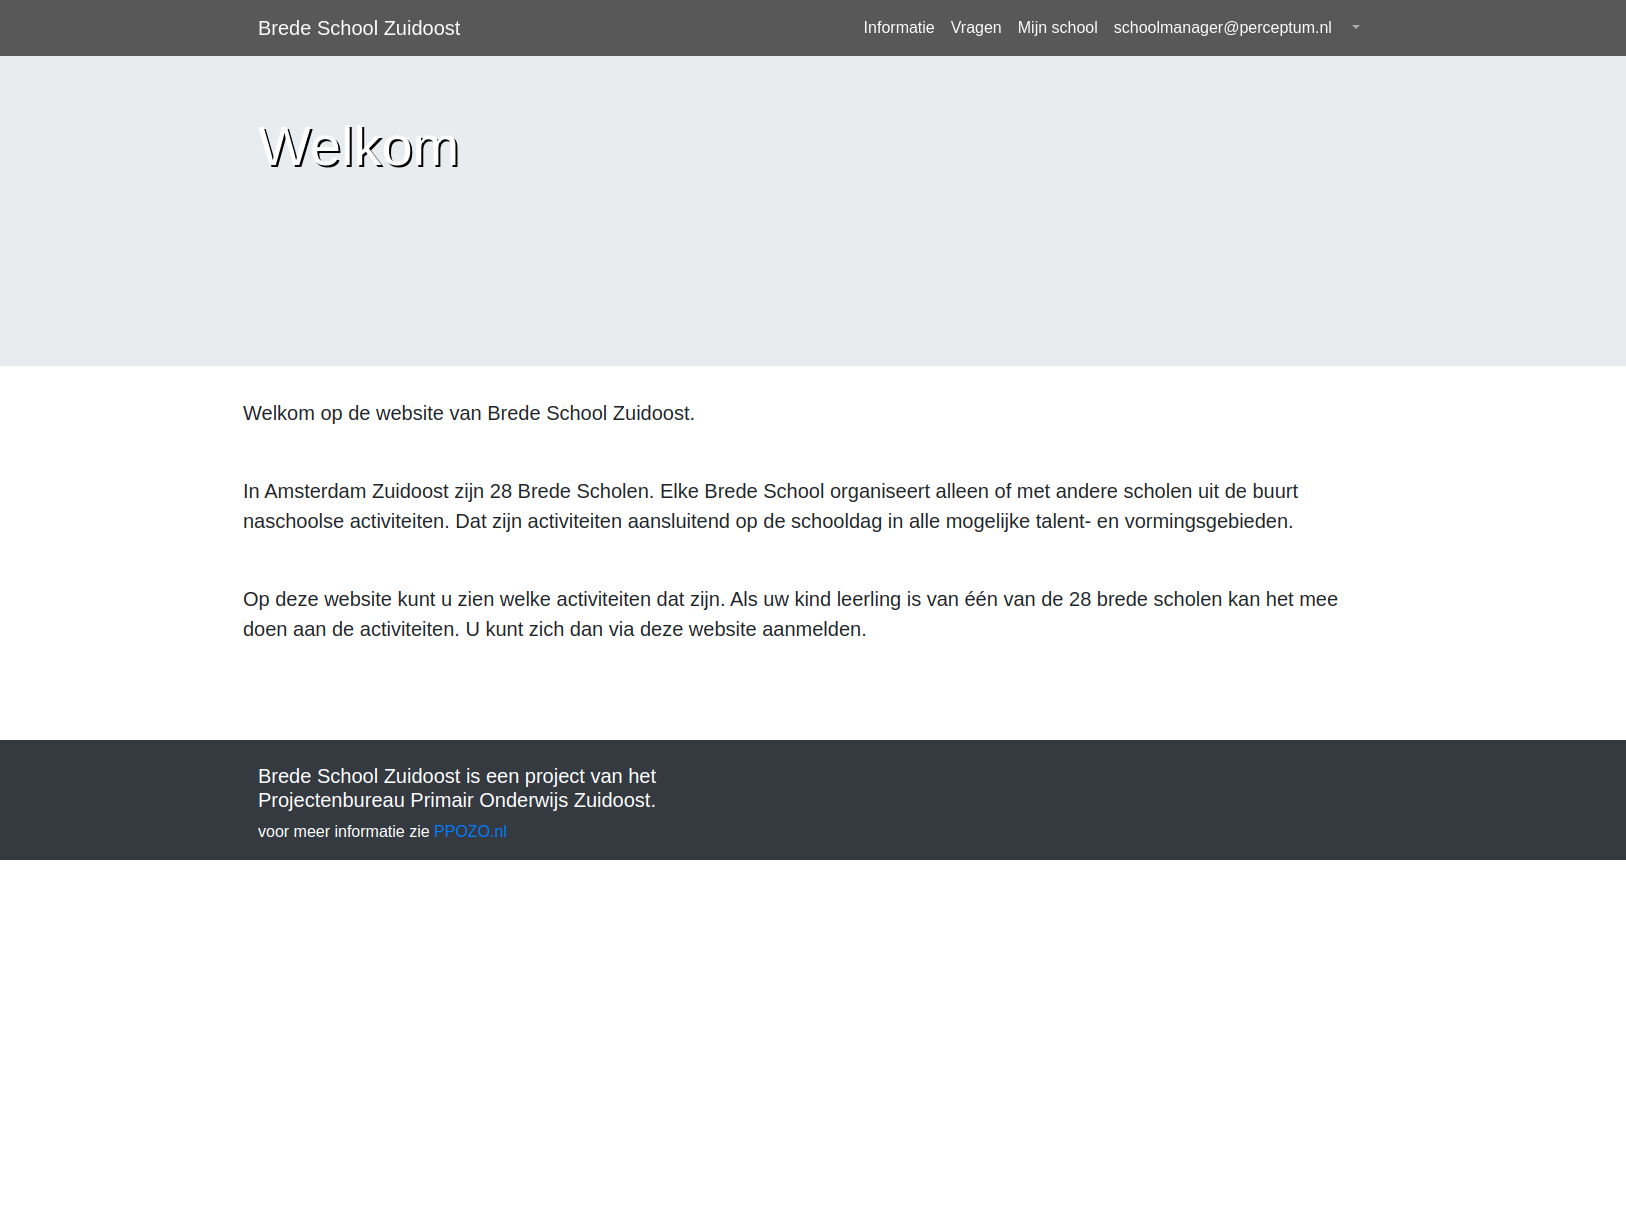 Brede School Zuidoost
Informatie Vragen Mijn school schoolmanager@perceptum.nl
Welkom
Welkom op de website van Brede School Zuidoost.
In Amsterdam Zuidoost zijn 28 Brede Scholen. Elke Brede School organiseert alleen of met andere scholen uit de buurt
naschoolse activiteiten. Dat zijn activiteiten aansluitend op de schooldag in alle mogelijke talent- en vormingsgebieden.
Op deze website kunt u zien welke activiteiten dat zijn. Als uw kind leerling is van één van de 28 brede scholen kan het mee
doen aan de activiteiten. U kunt zich dan via deze website aanmelden.
Brede School Zuidoost is een project van het
Projectenbureau Primair Onderwijs Zuidoost.
voor meer informatie zie PPOZO.nl